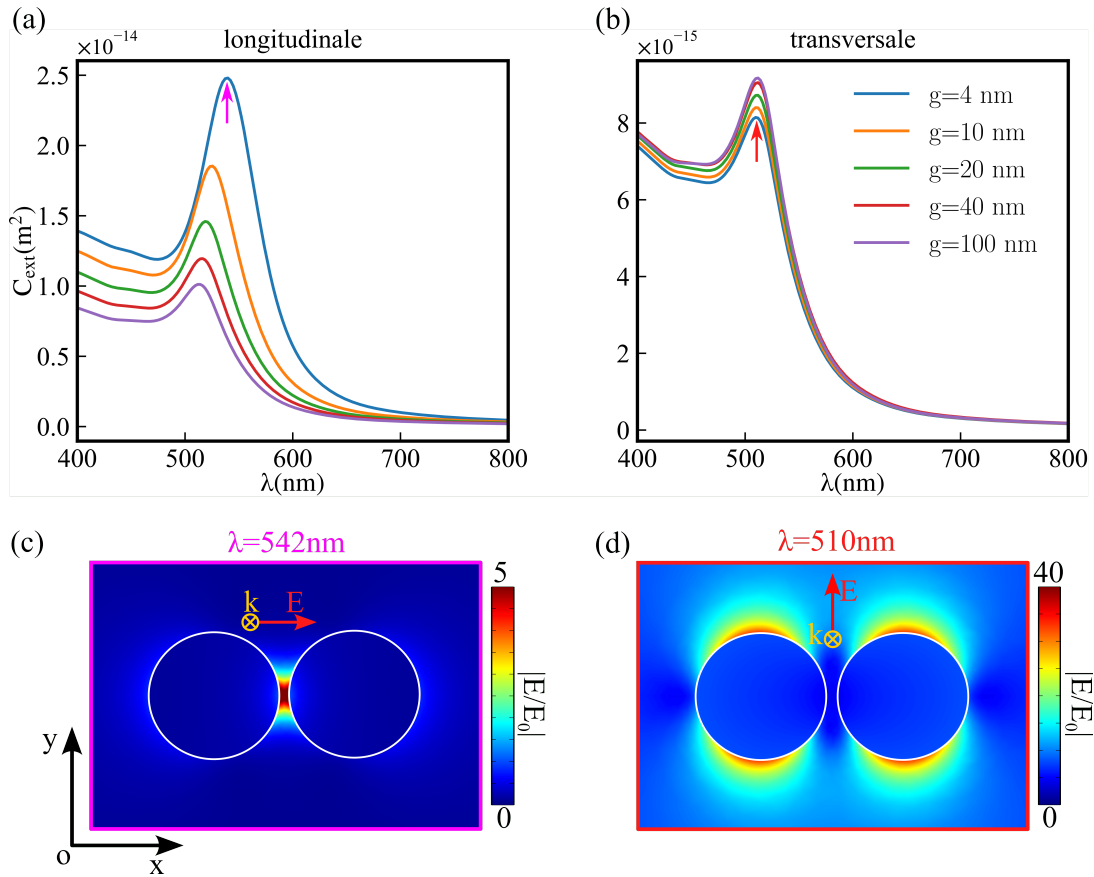 (a)
longitudinale
×10⁻¹⁴
2.5
2.0
1.5
1.0
0.5
0.0
C_ext(m²)
400 500 600 700 800
λ(nm)
(b)
transversale
×10⁻¹⁵
8
6
4
2
0
g=4 nm
g=10 nm
g=20 nm
g=40 nm
g=100 nm
400 500 600 700 800
λ(nm)
(c)
λ=542nm
k
E
5
0
|E/E₀|
y
o
x
(d)
λ=510nm
E
k
40
0
|E/E₀|